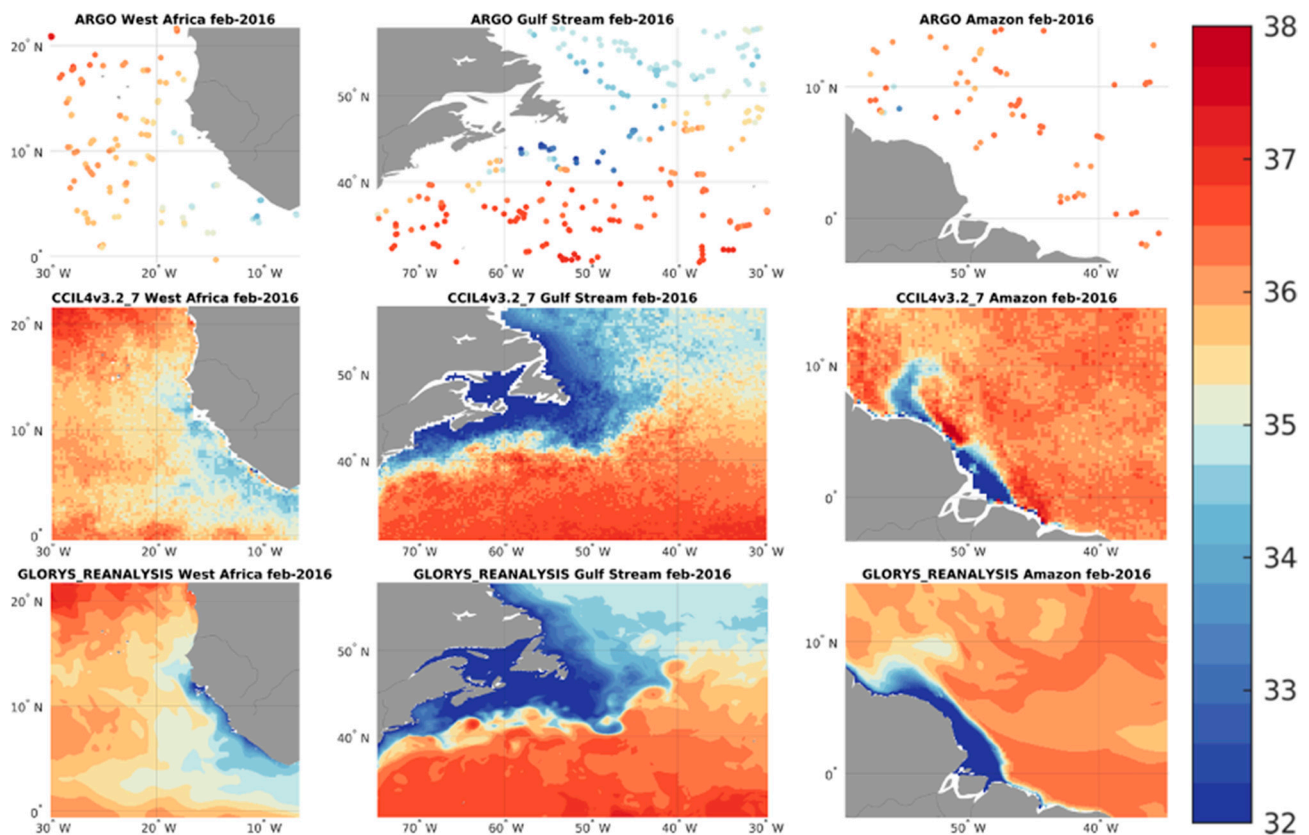 ARGO West Africa feb-2016
ARGO Gulf Stream feb-2016
ARGO Amazon feb-2016
20° N
10° N
0°
30° W
20° W
10° W
50° N
40° N
70° W
60° W
50° W
40° W
30° W
10° N
0°
50° W
40° W
CCIL4v3.2_7 West Africa feb-2016
CCIL4v3.2_7 Gulf Stream feb-2016
CCIL4v3.2_7 Amazon feb-2016
20° N
10° N
0°
30° W
20° W
10° W
50° N
40° N
70° W
60° W
50° W
40° W
30° W
10° N
0°
50° W
40° W
GLORYS_REANALYSIS West Africa feb-2016
GLORYS_REANALYSIS Gulf Stream feb-2016
GLORYS_REANALYSIS Amazon feb-2016
20° N
10° N
0°
30° W
20° W
10° W
50° N
40° N
70° W
60° W
50° W
40° W
30° W
10° N
0°
50° W
40° W
38
37
36
35
34
33
32